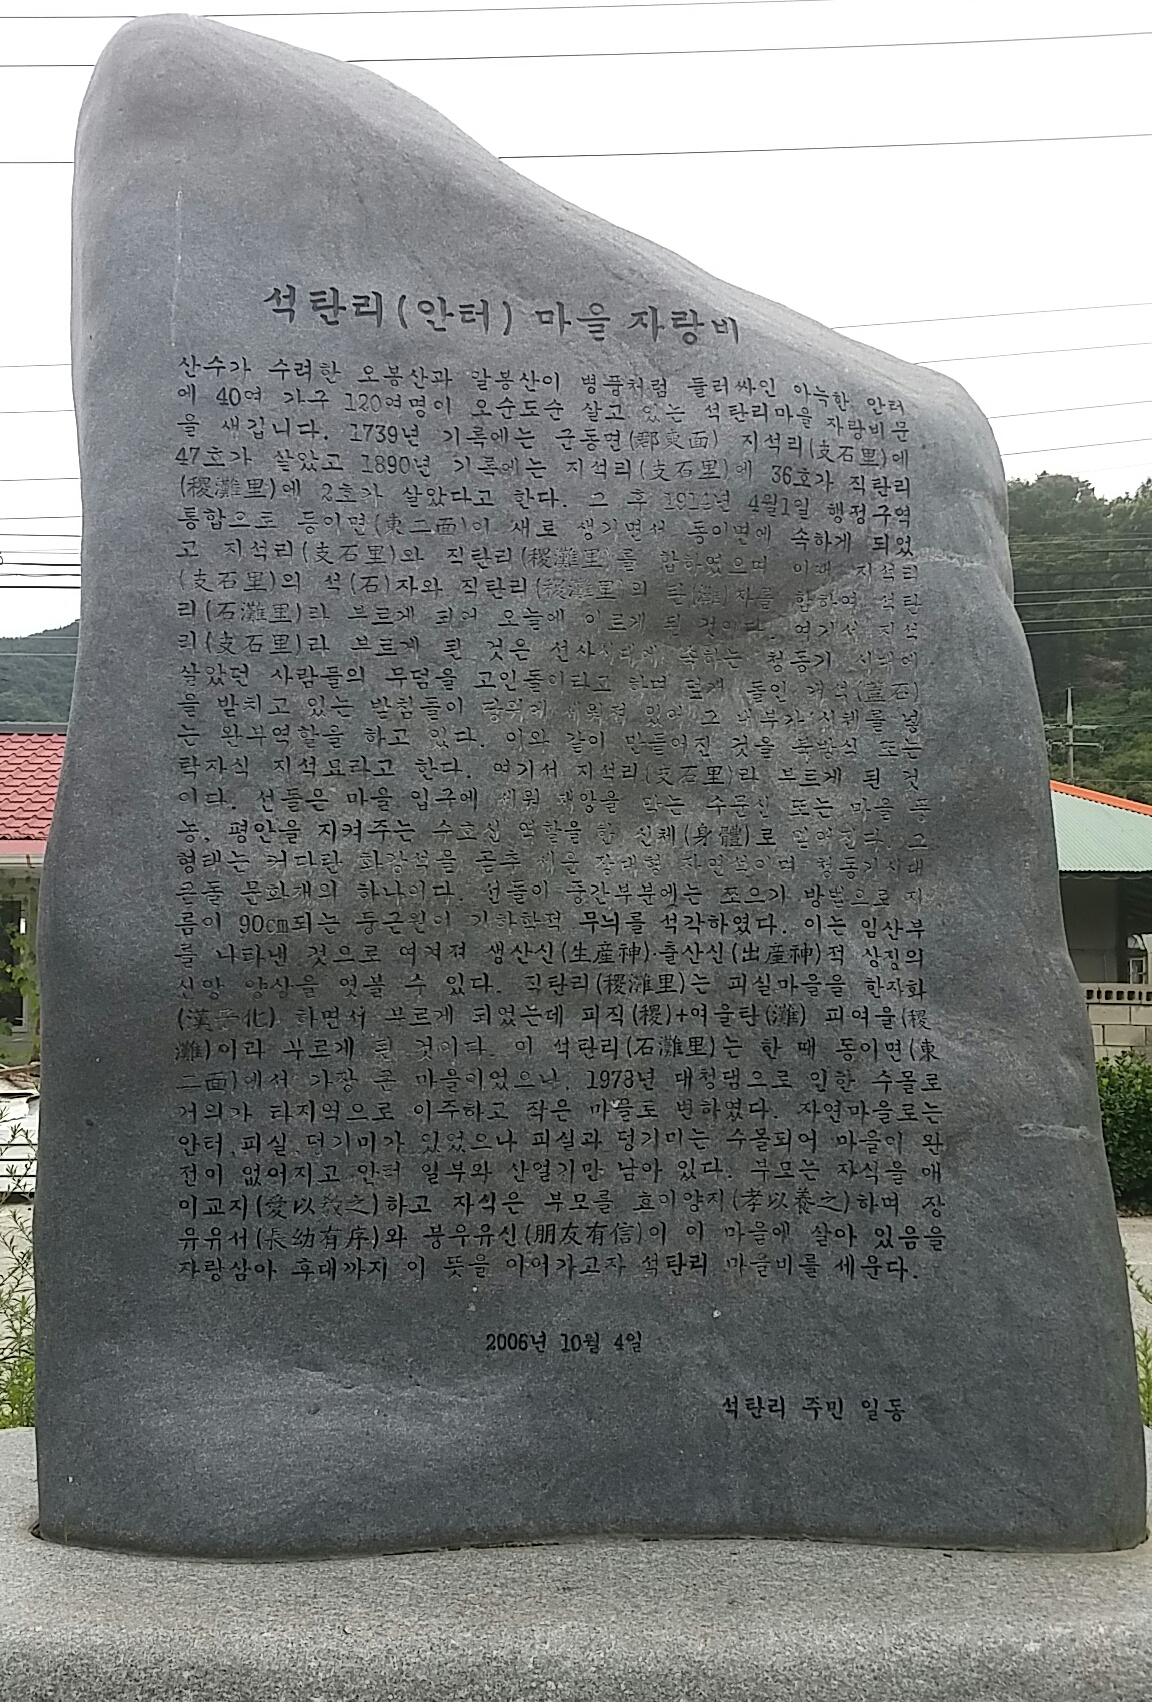 석탄리(안터) 마을 자랑비
산수가 수려한 오봉산과 말봉산이 병풍처럼 둘러싸인 아늑한 안터
에 40여 가구 120여명이 오순도순 살고 있는 석탄리마을 자랑비문
을 새깁니다. 1739년 기록에는 군동면(郡東面) 지석리(支石里)에
47호가 살았고 1890년 기록에는 지석리(支石里)에 36호가 직탄리
(稷灘里)에 2호가 살았다고 한다. 그 후 1914년 4월1일 행정구역
통합으로 동이면(東二面)이 새로 생기면서 동이면에 속하게 되었
고 지석리(支石里)와 직탄리(稷灘里)를 합하였으며 이때 지석리
(支石里)의 석(石)자와 직탄리(稷灘里)의 탄(灘)자를 합하여 석탄
리(石灘里)라 부르게 되어 오늘에 이르게 된 것이다. 여기서 지석
리(支石里)라 부르게 된 것은 선사시대에 속하는 청동기 시대에
살았던 사람들의 무덤을 고인돌이라고 하며 덮개 돌인 개석(蓋石)
을 받치고 있는 받침돌이 땅위에 세워져 있어 그 내부가 시체를 넣
는 완부역할을 하고 있다. 이와 같이 만들어진 것을 북방식 또는
탁자식 지석묘라고 한다. 여기서 지석리(支石里)라 부르게 된 것
이다. 선돌은 마을 입구에 세워 재앙을 막는 수문신 또는 마을 풍
농, 평안을 지켜주는 수호신 역할을 한 신체(身體)로 믿어진다. 그
형태는 커다란 화강석을 곧추 세운 장대형 자연석이며 청동기시대
큰돌 문화재의 하나이다. 선돌이 중간부분에는 쪼으기 방법으로 지
름이 90cm되는 둥근원이 기하학적 무늬를 석각하였다. 이는 임산부
를 나타낸 것으로 여겨져 생산신(生産神)·출산신(出産神)적 상징의
신앙 양상을 엿볼 수 있다. 직탄리(稷灘里)는 피실마을을 한자화
(漢字化) 하면서 부르게 되었는데 피직(稷)+여울탄(灘) 피여울(稷
灘)이라 부르게 된 것이다. 이 석탄리(石灘里)는 한 때 동이면(東
二面)에서 가장 큰 마을이었으나, 1978년 대청댐으로 인한 수몰로
거의가 타지역으로 이주하고 작은 마을로 변하였다. 자연마을로는
안터, 피실, 덩기미가 있었으나 피실과 덩기미는 수몰되어 마을이 완
전이 없어지고 안터 일부와 산얼기만 남아 있다. 부모는 자식을 애
이교지(愛以敎之)하고 자식은 부모를 효이양지(孝以養之)하며 장
유유서(長幼有序)와 붕우유신(朋友有信)이 이 마을에 살아 있음을
자랑삼아 후대까지 이 뜻을 이어가고자 석탄리 마을비를 세운다.
2006년 10월 4일
석탄리 주민 일동